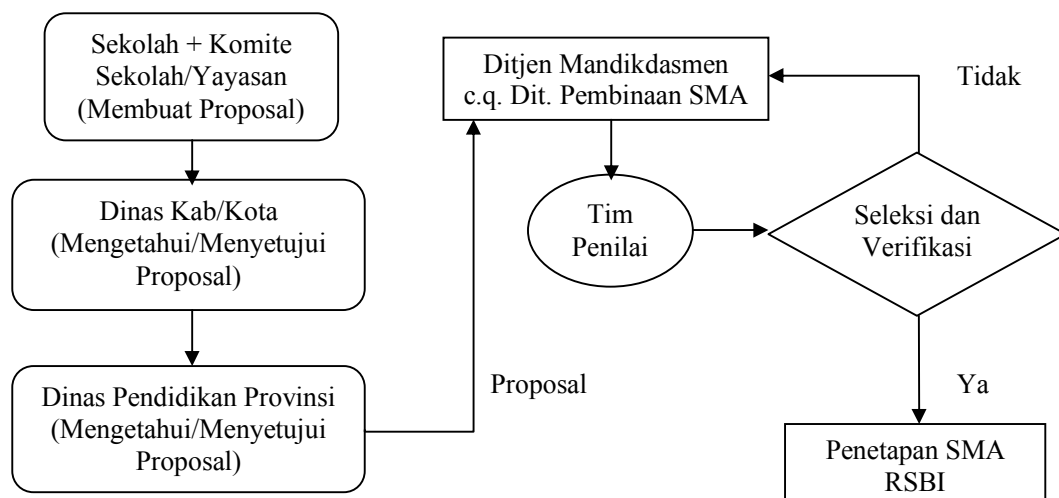 Sekolah + Komite
Sekolah/Yayasan
(Membuat Proposal)
Dinas Kab/Kota
(Mengetahui/Menyetujui
Proposal)
Dinas Pendidikan Provinsi
(Mengetahui/Menyetujui
Proposal)
Proposal
Ditjen Mandikdasmen
c.q. Dit. Pembinaan SMA
Tim
Penilai
Seleksi dan
Verifikasi
Tidak
Ya
Penetapan SMA
RSBI